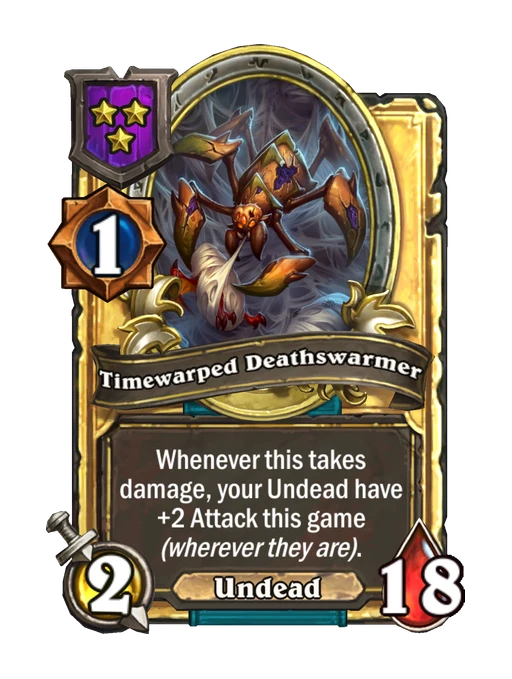 1
Timewarped Deathswarmer
Whenever this takes
damage, your Undead have
+2 Attack this game
(wherever they are).
2
Undead
18